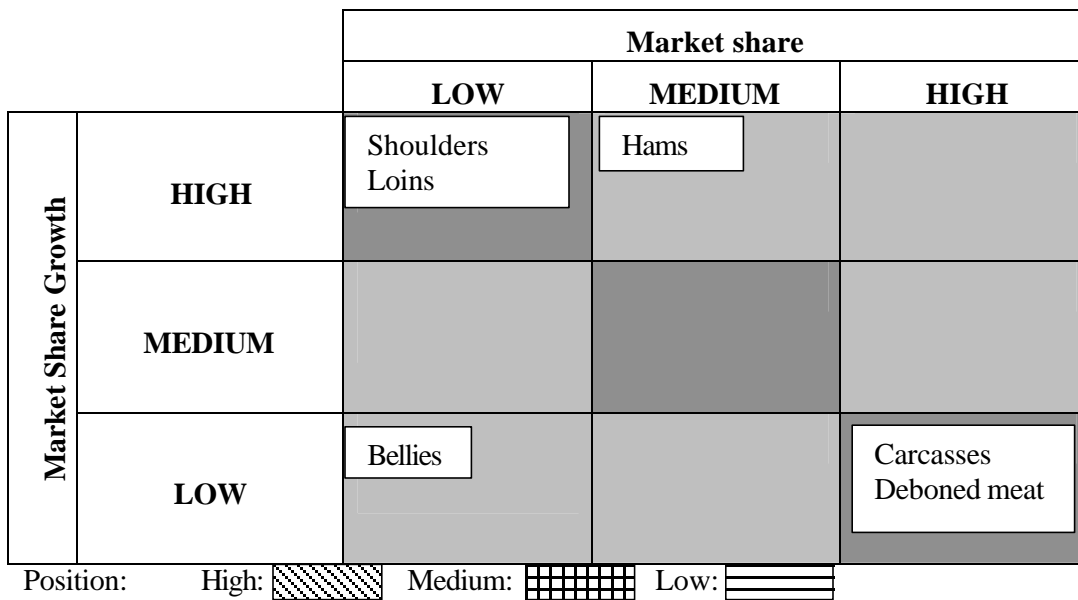 Market share
LOW MEDIUM HIGH
Market Share Growth
HIGH
Shoulders
Loins
Hams
MEDIUM
LOW
Bellies
Carcasses
Deboned meat
Position: High: Medium: Low: